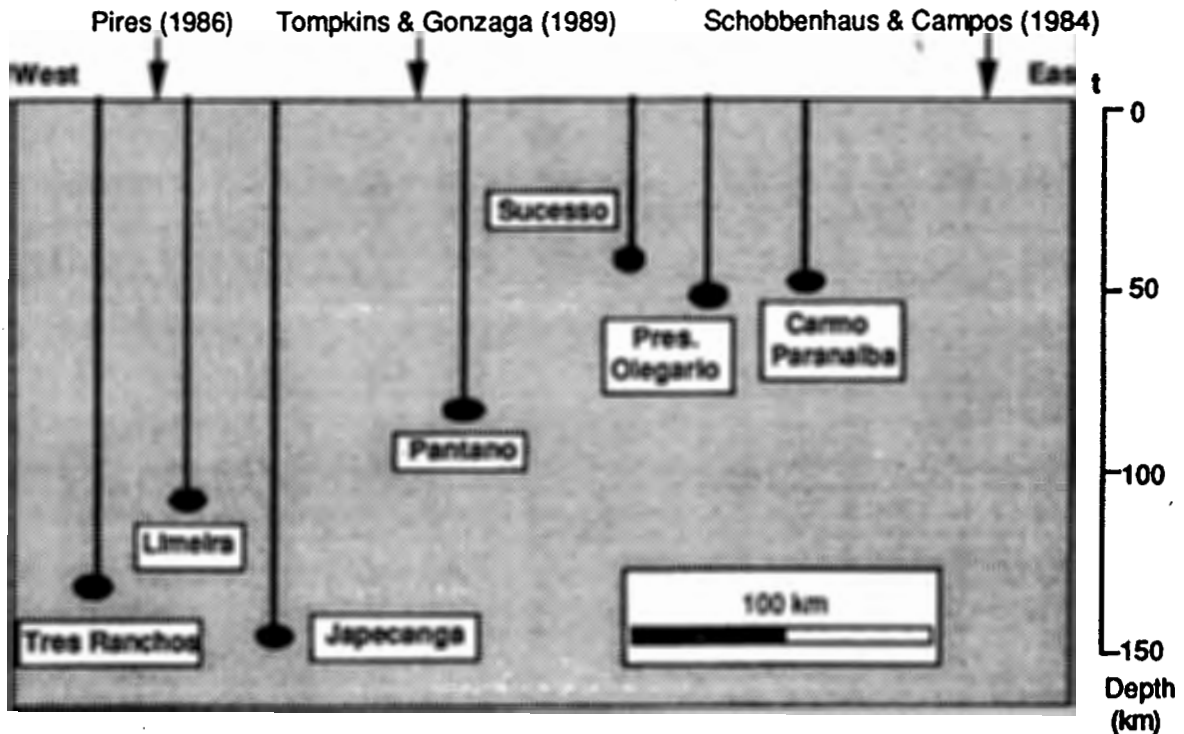 Pires (1986) Tompkins & Gonzaga (1989) Schobbenhaus & Campos (1984)
West Eas t
0
Sucesso
50
Pres.
Olegario
Carmo
Paranaiba
Pantano
100
Limeira
100 km
Tres Ranchos
Japecanga
150
Depth
(km)